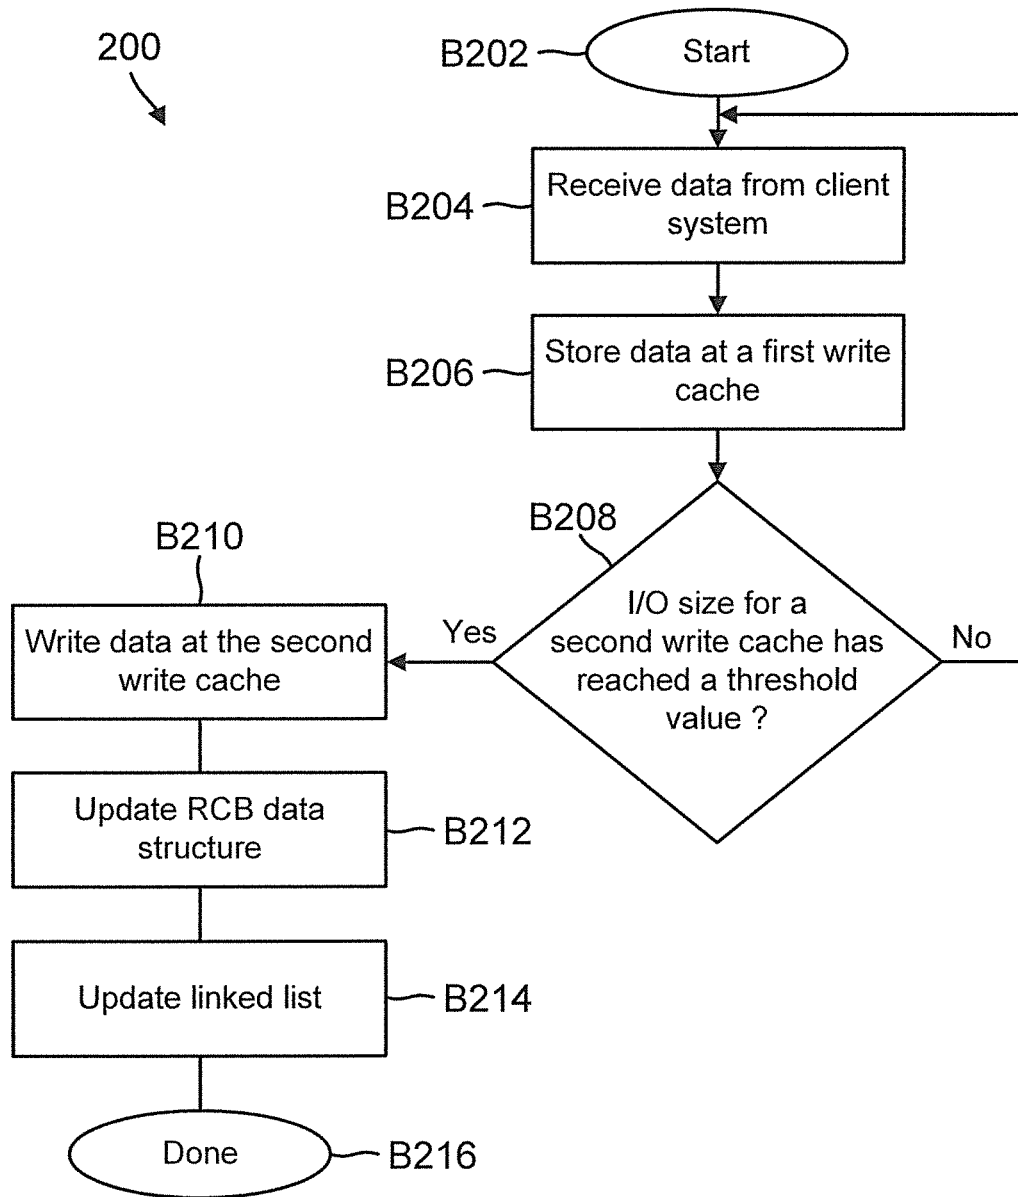 200
B202
Start
B204
Receive data from client
system
B206
Store data at a first write
cache
B208
I/O size for a
second write cache has
reached a threshold
value ?
Yes
No
B210
Write data at the second
write cache
Update RCB data
structure
B212
Update linked list
B214
Done
B216